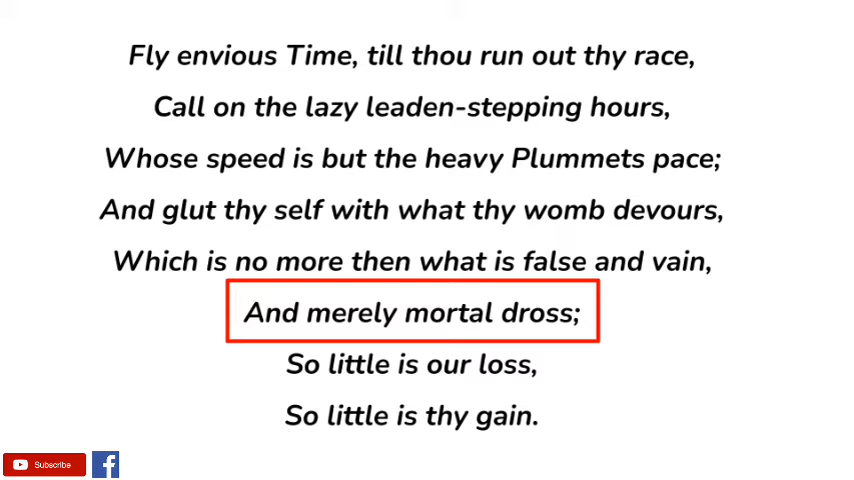 Fly envious Time, till thou run out thy race,
Call on the lazy leaden-stepping hours,
Whose speed is but the heavy Plummets pace;
And glut thy self with what thy womb devours,
Which is no more then what is false and vain,
And merely mortal dross;
So little is our loss,
So little is thy gain.
Subscribe